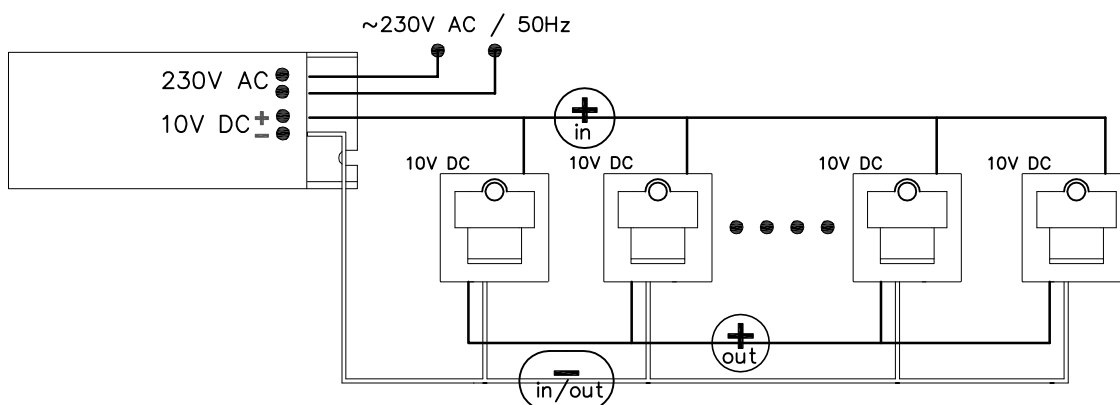 ~230V AC / 50Hz
230V AC
10V DC + -
+ in
10V DC
10V DC
10V DC
10V DC
+ out
- in/out